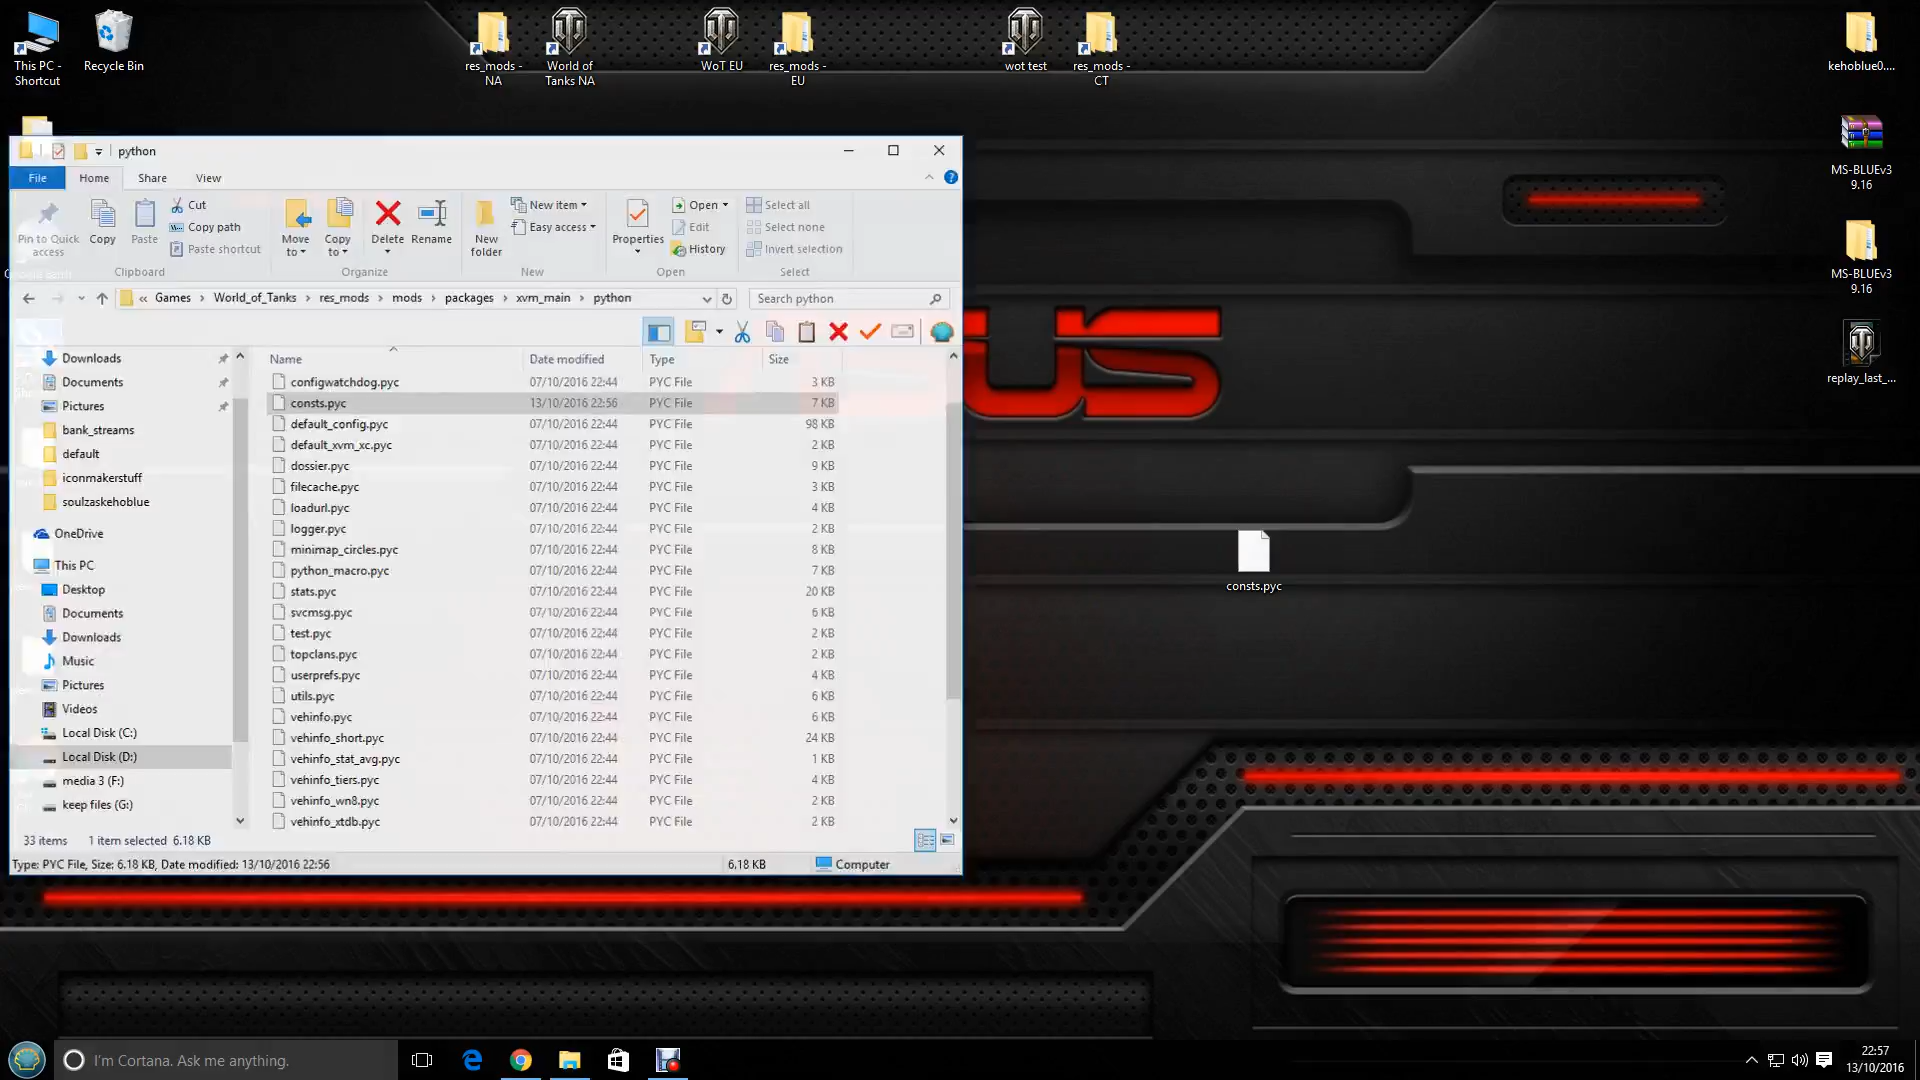 This PC -
Shortcut
Recycle Bin
res_mods -
NA
World of
Tanks NA
WoT EU
res_mods -
EU
wot test
res_mods -
CT
kehoblue0....
MS-BLUEv3
9.16
MS-BLUEv3
9.16
replay_last_...
consts.pyc
python
File
Home
Share
View
Pin to Quick
access
Copy
Paste
Cut
Copy path
Paste shortcut
Clipboard
Move
to
Copy
to
Delete
Rename
Organize
New
folder
New item
Easy access
New
Properties
Open
Edit
History
Open
Select all
Select none
Invert selection
Select
« Games > World_of_Tanks > res_mods > mods > packages > xvm_main > python
Search python
Downloads
Documents
Pictures
bank_streams
default
iconmakerstuff
soulzaskehoblue
OneDrive
This PC
Desktop
Documents
Downloads
Music
Pictures
Videos
Local Disk (C:)
Local Disk (D:)
media 3 (F:)
keep files (G:)
Name Date modified Type Size
configwatchdog.pyc 07/10/2016 22:44 PYC File 3 KB
consts.pyc 13/10/2016 22:56 PYC File 7 KB
default_config.pyc 07/10/2016 22:44 PYC File 98 KB
default_xvm_xc.pyc 07/10/2016 22:44 PYC File 2 KB
dossier.pyc 07/10/2016 22:44 PYC File 9 KB
filecache.pyc 07/10/2016 22:44 PYC File 3 KB
loadurl.pyc 07/10/2016 22:44 PYC File 4 KB
logger.pyc 07/10/2016 22:44 PYC File 2 KB
minimap_circles.pyc 07/10/2016 22:44 PYC File 8 KB
python_macro.pyc 07/10/2016 22:44 PYC File 7 KB
stats.pyc 07/10/2016 22:44 PYC File 20 KB
svcmsg.pyc 07/10/2016 22:44 PYC File 6 KB
test.pyc 07/10/2016 22:44 PYC File 2 KB
topclans.pyc 07/10/2016 22:44 PYC File 2 KB
userprefs.pyc 07/10/2016 22:44 PYC File 4 KB
utils.pyc 07/10/2016 22:44 PYC File 6 KB
vehinfo.pyc 07/10/2016 22:44 PYC File 6 KB
vehinfo_short.pyc 07/10/2016 22:44 PYC File 24 KB
vehinfo_stat_avg.pyc 07/10/2016 22:44 PYC File 1 KB
vehinfo_tiers.pyc 07/10/2016 22:44 PYC File 4 KB
vehinfo_wn8.pyc 07/10/2016 22:44 PYC File 2 KB
vehinfo_xtdb.pyc 07/10/2016 22:44 PYC File 2 KB
33 items 1 item selected 6.18 KB
Type: PYC File, Size: 6.18 KB, Date modified: 13/10/2016 22:56
6.18 KB
Computer
I'm Cortana. Ask me anything.
22:57
13/10/2016